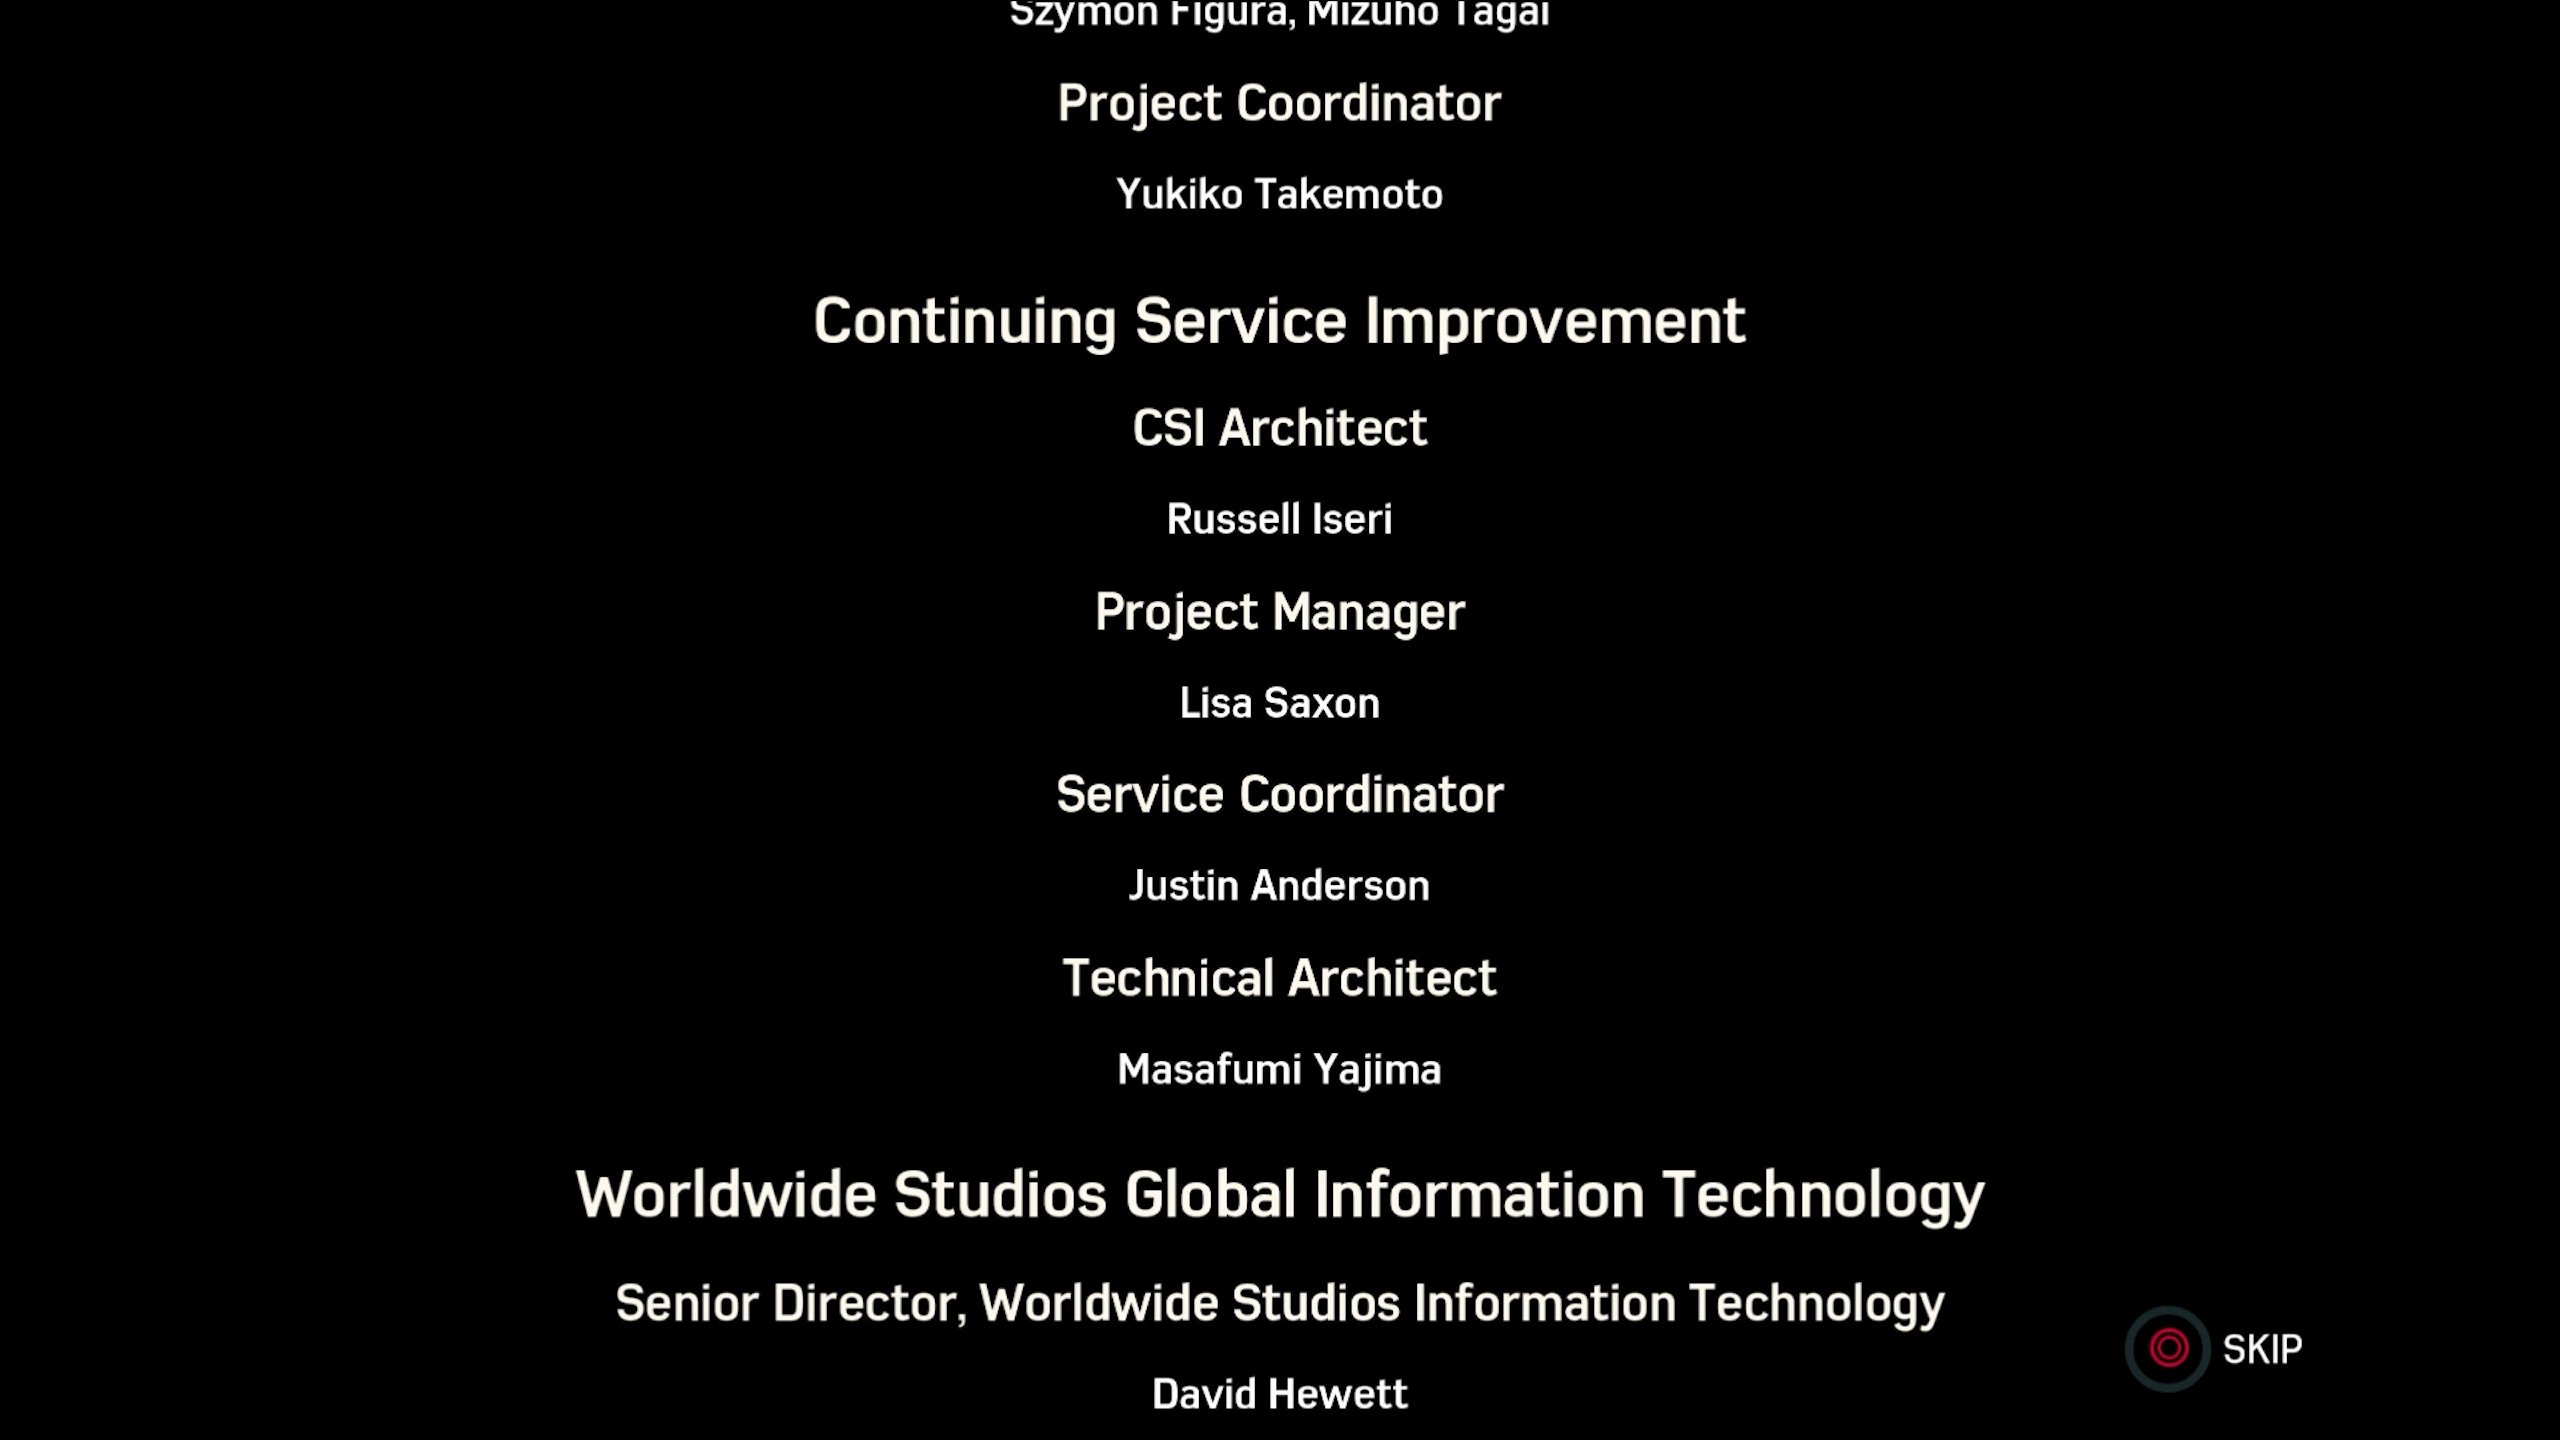 Szymon Figura, Mizuho Tagai
Project Coordinator
Yukiko Takemoto
Continuing Service Improvement
CSI Architect
Russell Iseri
Project Manager
Lisa Saxon
Service Coordinator
Justin Anderson
Technical Architect
Masafumi Yajima
Worldwide Studios Global Information Technology
Senior Director, Worldwide Studios Information Technology
SKIP
David Hewett